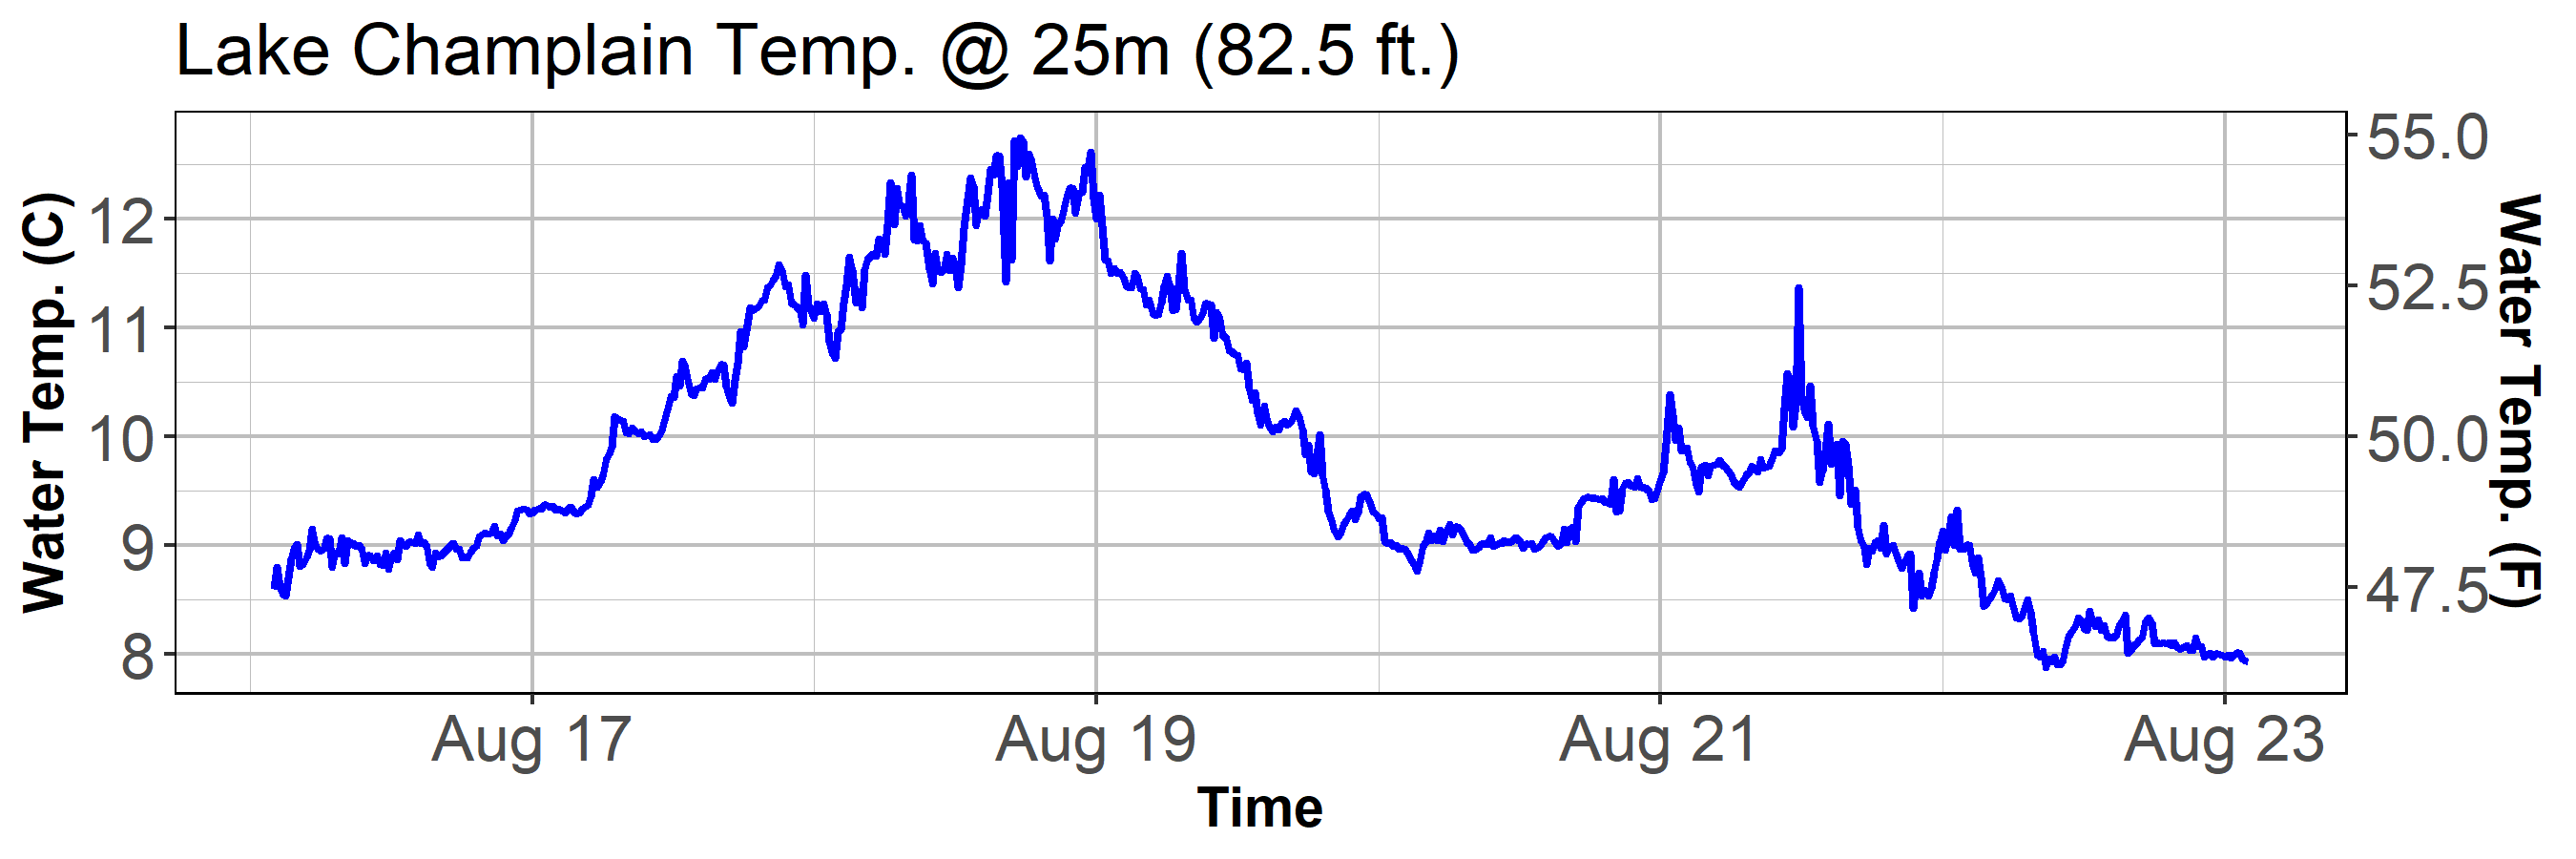 Lake Champlain Temp. @ 25m (82.5 ft.)
Water Temp. (C)
12
11
10
9
8
55.0
52.5
50.0
47.5
Water Temp. (F)
Aug 17
Aug 19
Aug 21
Aug 23
Time